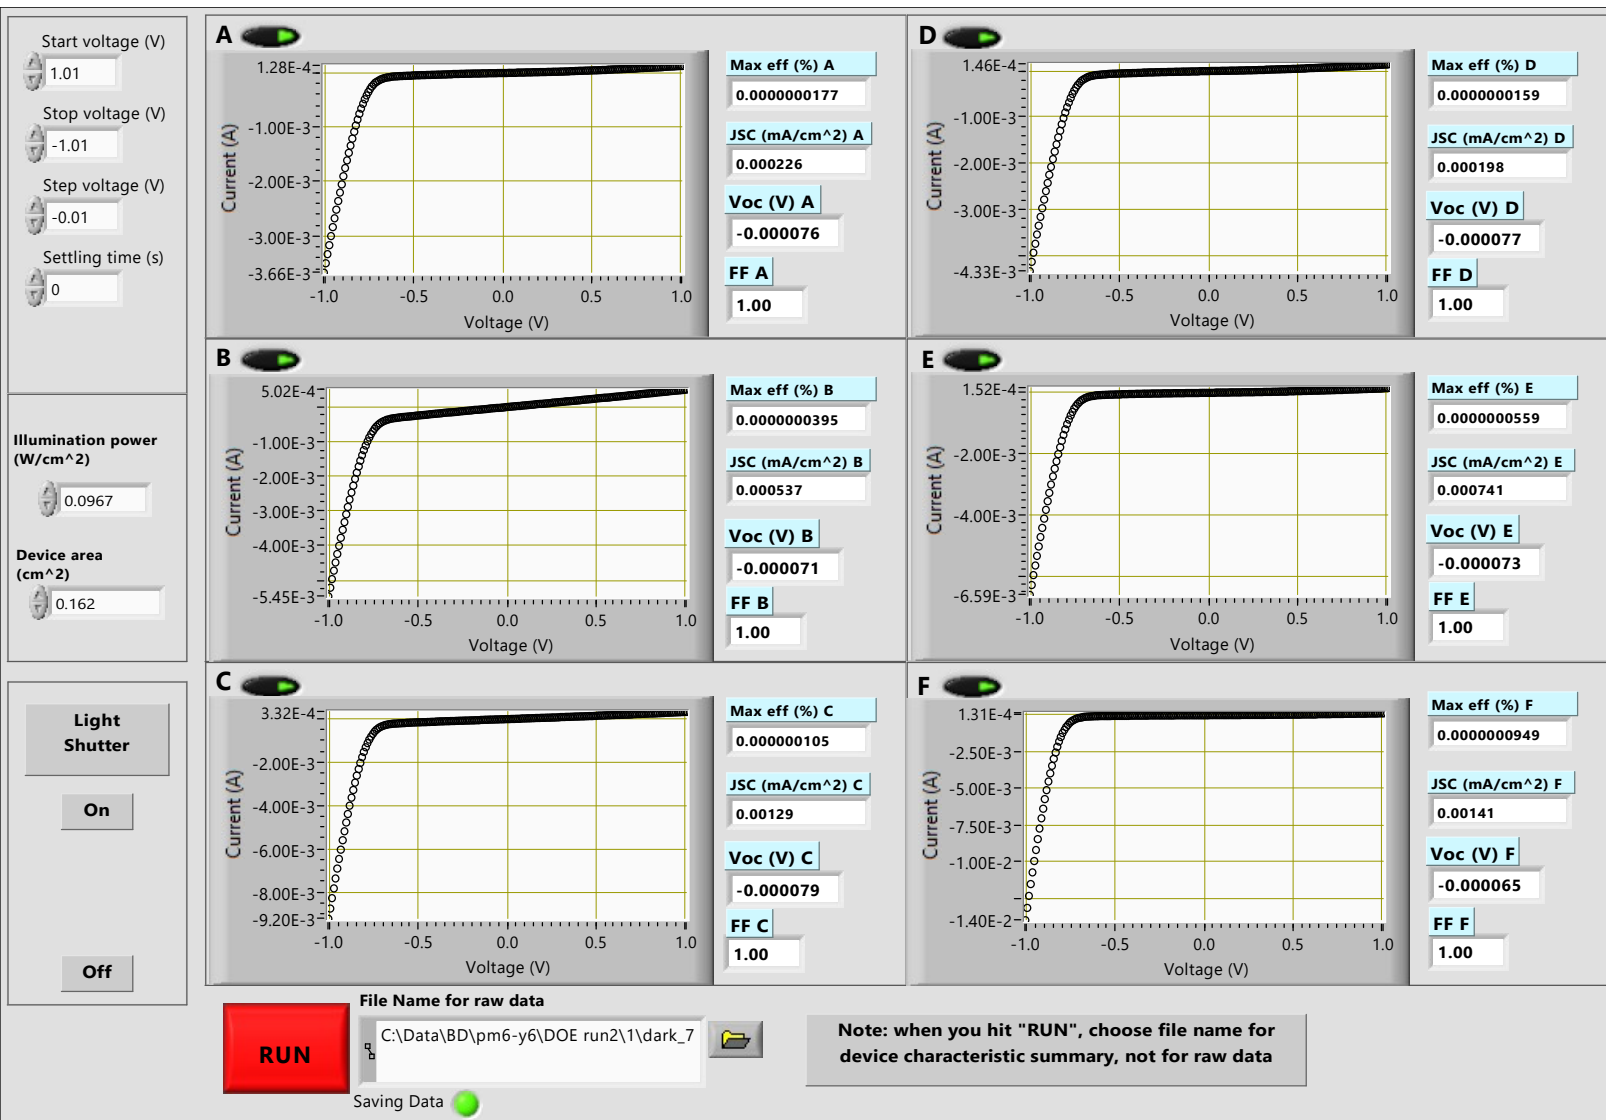 Start voltage (V)
1.01
Stop voltage (V)
-1.01
Step voltage (V)
-0.01
Settling time (s)
0
Illumination power
(W/cm^2)
0.0967
Device area
(cm^2)
0.162
Light
Shutter
On
Off
A
1.28E-4
-1.00E-3
-2.00E-3
-3.00E-3
-3.66E-3
Current (A)
-1.0 -0.5 0.0 0.5 1.0
Voltage (V)
Max eff (%) A
0.0000000177
JSC (mA/cm^2) A
0.000226
Voc (V) A
-0.000076
FF A
1.00
B
5.02E-4
-1.00E-3
-2.00E-3
-3.00E-3
-4.00E-3
-5.45E-3
Current (A)
-1.0 -0.5 0.0 0.5 1.0
Voltage (V)
Max eff (%) B
0.0000000395
JSC (mA/cm^2) B
0.000537
Voc (V) B
-0.000071
FF B
1.00
C
3.32E-4
-2.00E-3
-4.00E-3
-6.00E-3
-8.00E-3
-9.20E-3
Current (A)
-1.0 -0.5 0.0 0.5 1.0
Voltage (V)
Max eff (%) C
0.000000105
JSC (mA/cm^2) C
0.00129
Voc (V) C
-0.000079
FF C
1.00
D
1.46E-4
-1.00E-3
-2.00E-3
-3.00E-3
-4.33E-3
Current (A)
-1.0 -0.5 0.0 0.5 1.0
Voltage (V)
Max eff (%) D
0.0000000159
JSC (mA/cm^2) D
0.000198
Voc (V) D
-0.000077
FF D
1.00
E
1.52E-4
-2.00E-3
-4.00E-3
-6.59E-3
Current (A)
-1.0 -0.5 0.0 0.5 1.0
Voltage (V)
Max eff (%) E
0.0000000559
JSC (mA/cm^2) E
0.000741
Voc (V) E
-0.000073
FF E
1.00
F
1.31E-4
-2.50E-3
-5.00E-3
-7.50E-3
-1.00E-2
-1.40E-2
Current (A)
-1.0 -0.5 0.0 0.5 1.0
Voltage (V)
Max eff (%) F
0.0000000949
JSC (mA/cm^2) F
0.00141
Voc (V) F
-0.000065
FF F
1.00
RUN
File Name for raw data
C:\Data\BD\pm6-y6\DOE run2\1\dark_7
Saving Data
Note: when you hit "RUN", choose file name for
device characteristic summary, not for raw data